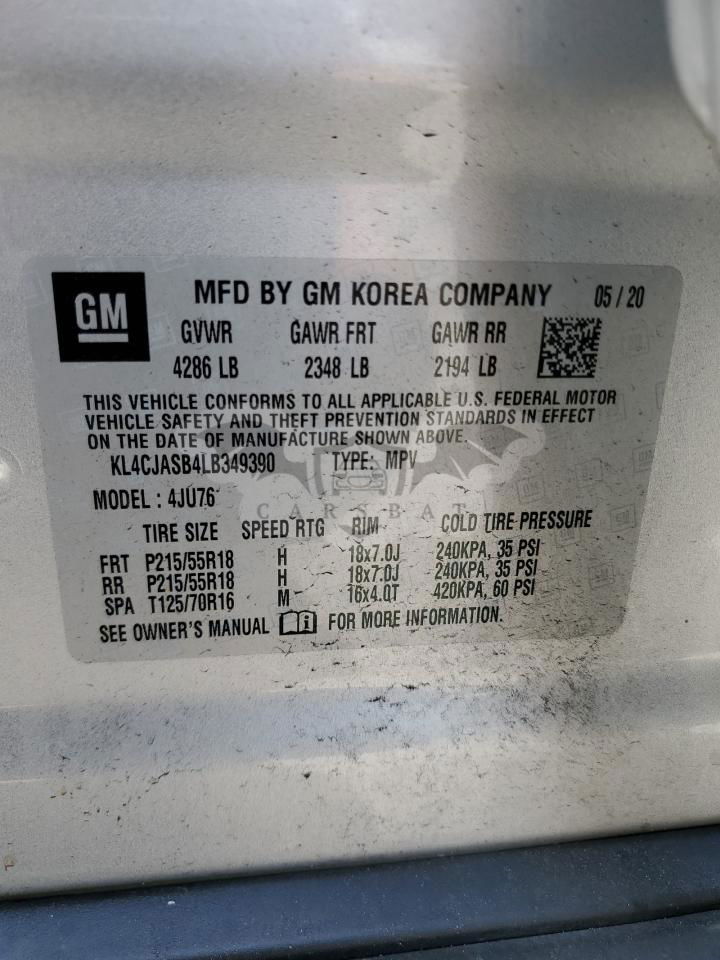 GM MFD BY GM KOREA COMPANY 05 / 20
GVWR GAWR FRT GAWR RR
4286 LB 2348 LB 2194 LB
THIS VEHICLE CONFORMS TO ALL APPLICABLE U.S. FEDERAL MOTOR
VEHICLE SAFETY AND THEFT PREVENTION STANDARDS IN EFFECT
ON THE DATE OF MANUFACTURE SHOWN ABOVE.
KL4CJASB4LB349390 TYPE: MPV
MODEL : 4JU76
CARSBAT
TIRE SIZE SPEED RTG RIM COLD TIRE PRESSURE
FRT P215/55R18 H 18x7.0J 240KPA, 35 PSI
RR P215/55R18 H 18x7.0J 240KPA, 35 PSI
SPA T125/70R16 M 16x4.0T 420KPA, 60 PSI
SEE OWNER'S MANUAL i FOR MORE INFORMATION.